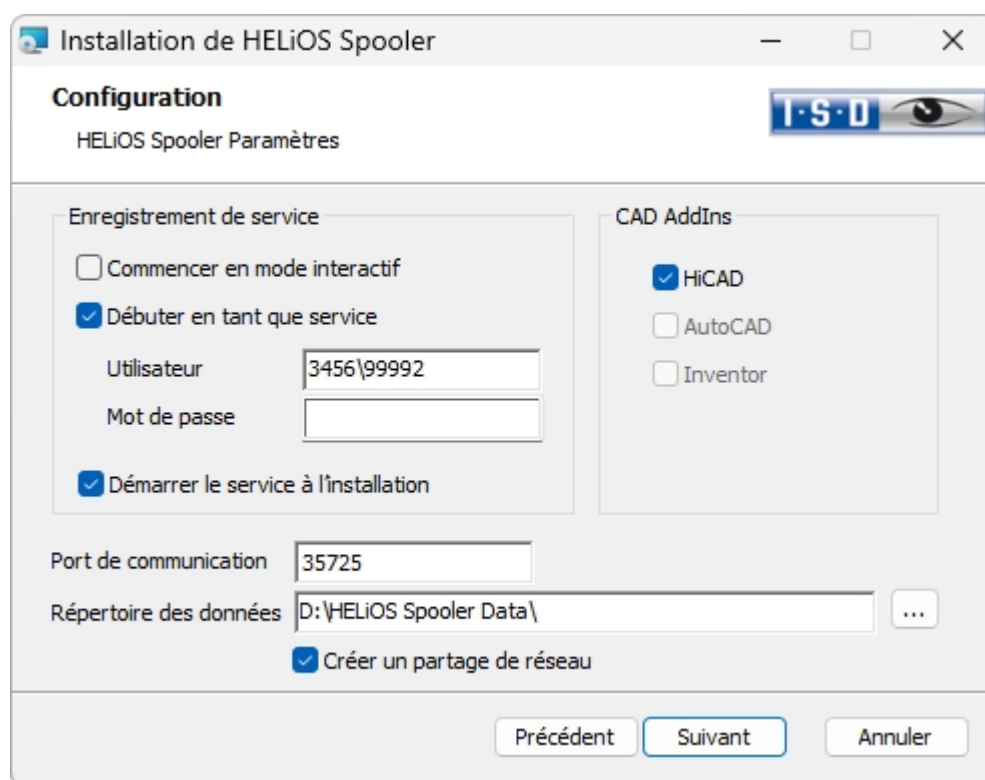 Installation de HELiOS Spooler
Configuration
HELiOS Spooler Paramètres
I·S·D
Enregistrement de service
Commencer en mode interactif
Débuter en tant que service
Utilisateur 3456\99992
Mot de passe
Démarrer le service à l'installation
CAD AddIns
HiCAD
AutoCAD
Inventor
Port de communication 35725
Répertoire des données D:\HELiOS Spooler Data\ ...
Créer un partage de réseau
Précédent Suivant Annuler